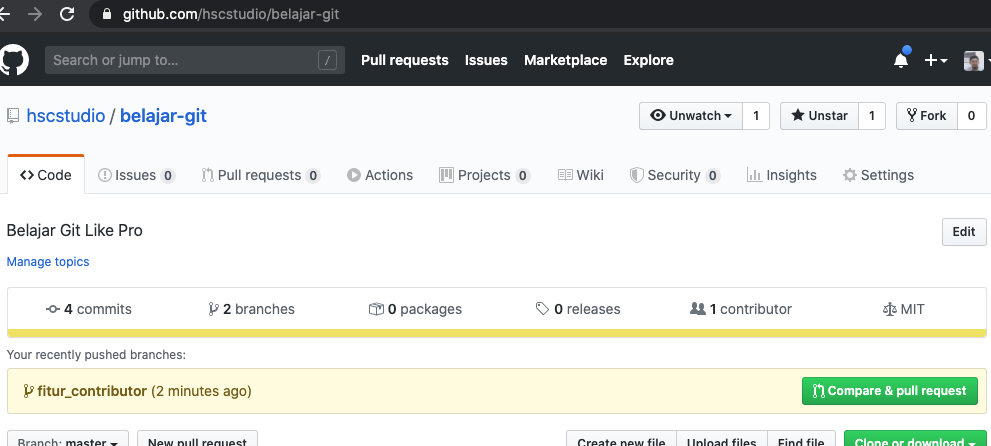 github.com/hscstudio/belajar-git
Search or jump to... / Pull requests Issues Marketplace Explore
hscstudio / belajar-git Unwatch 1 Unstar 1 Fork 0
Code Issues 0 Pull requests 0 Actions Projects 0 Wiki Security 0 Insights Settings
Belajar Git Like Pro Edit
Manage topics
4 commits 2 branches 0 packages 0 releases 1 contributor MIT
Your recently pushed branches:
fitur_contributor (2 minutes ago) Compare & pull request
Branch: master New pull request Create new file Upload files Find file Clone or download